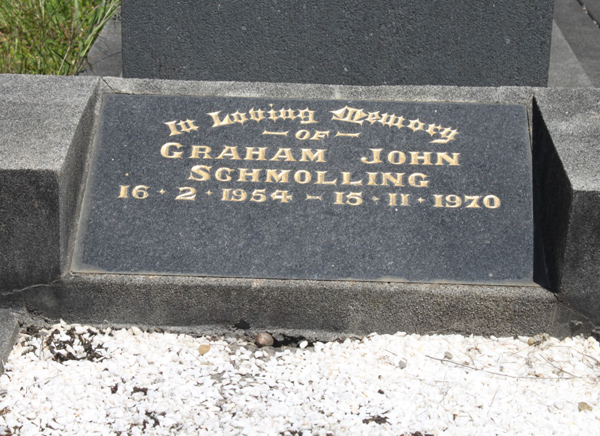 In Loving Memory
— OF —
GRAHAM JOHN
SCHMOLLING
16 · 2 · 1954 - 15 · 11 · 1970